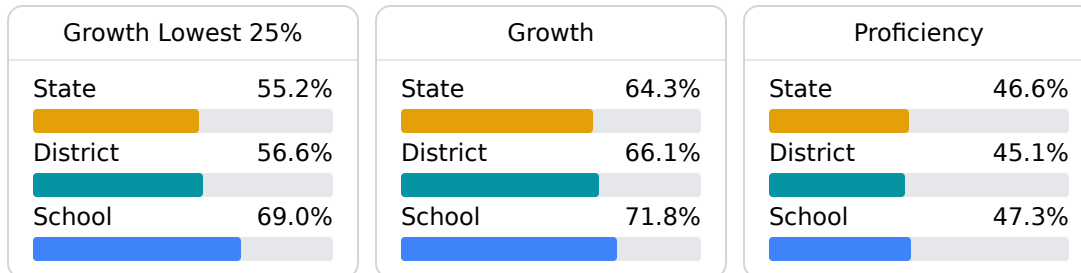 Growth Lowest 25%
State 55.2%
District 56.6%
School 69.0%
Growth
State 64.3%
District 66.1%
School 71.8%
Proficiency
State 46.6%
District 45.1%
School 47.3%